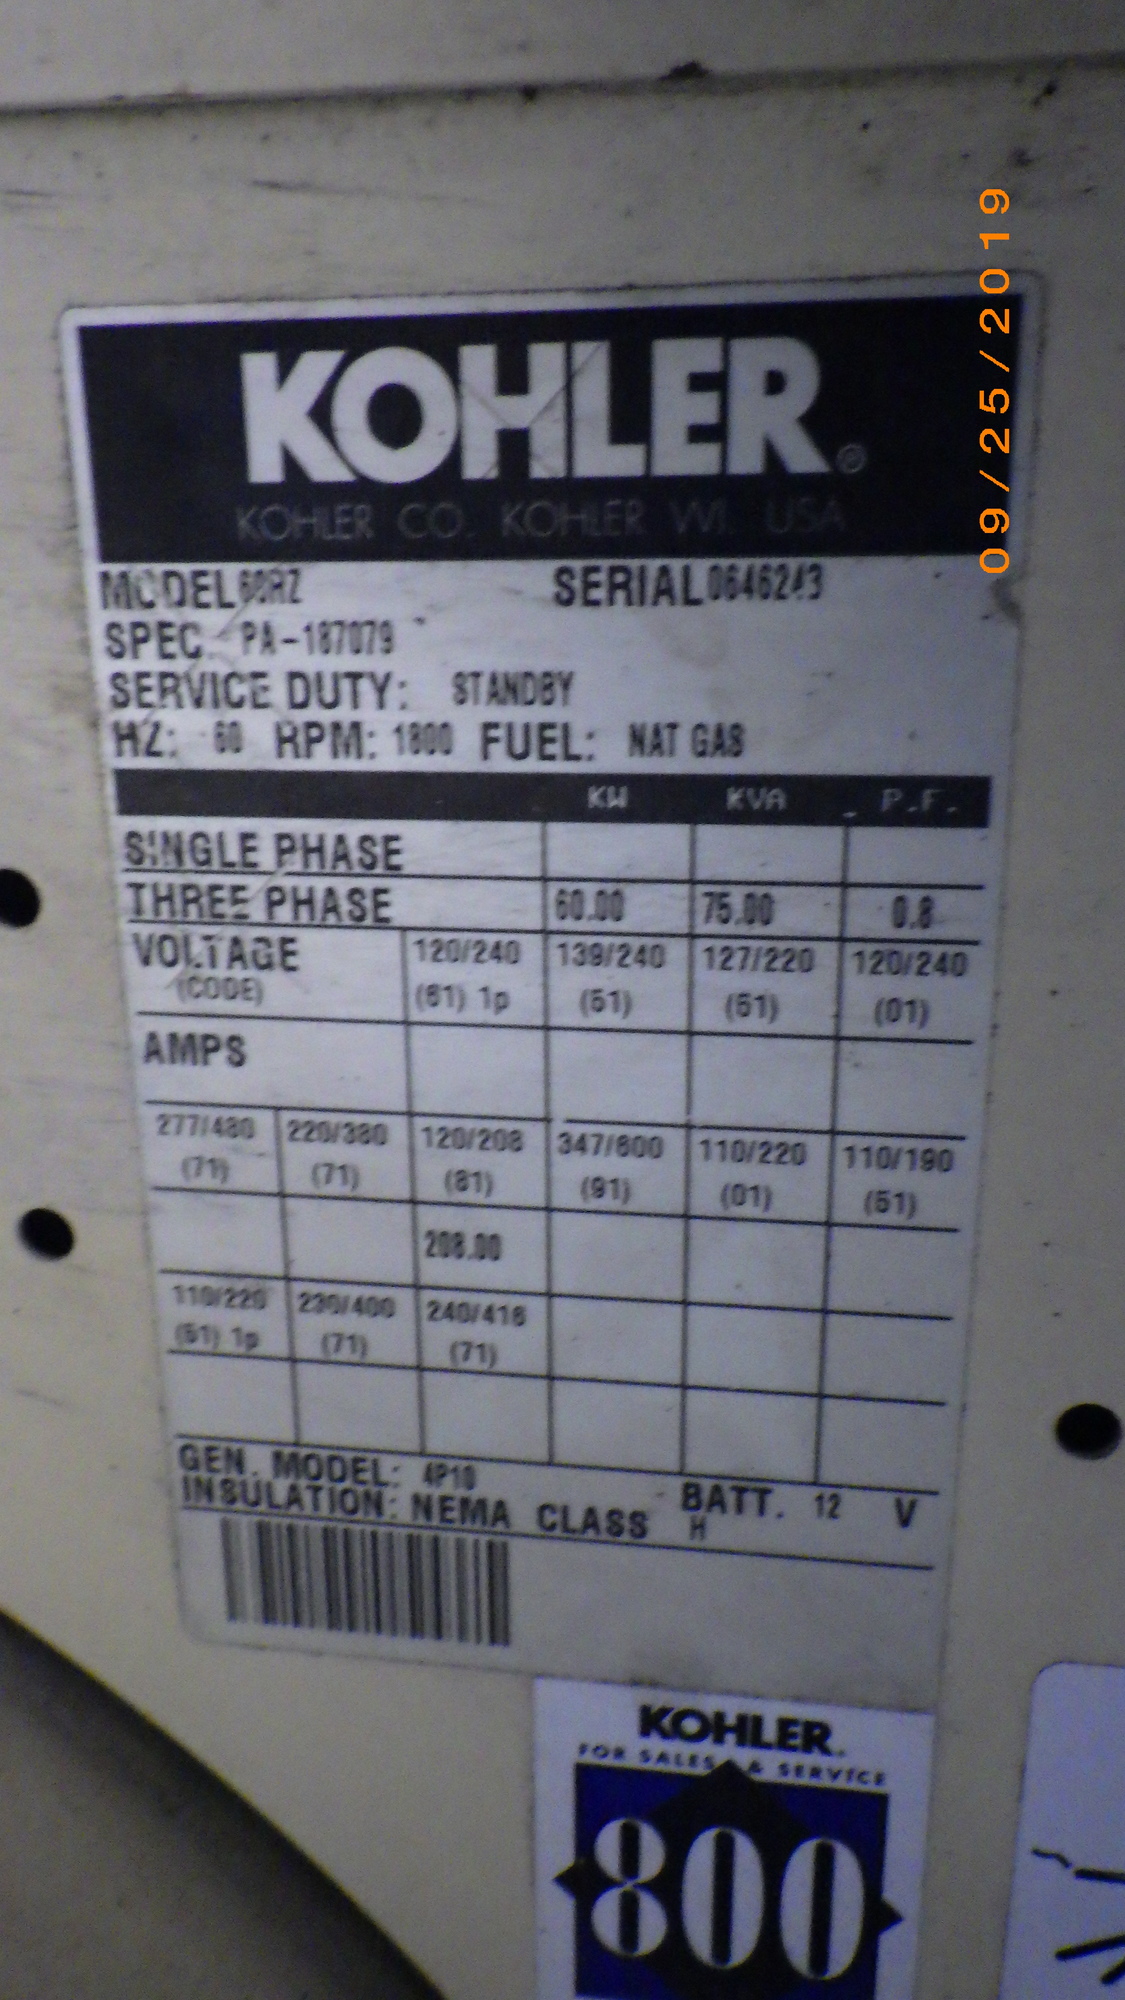 09/25/2019
KOHLER®
KOHLER CO. KOHLER WI. USA
MODEL 60RZ SERIAL
SPEC. PA-187079
SERVICE DUTY: STANDBY
HZ: 60 RPM: 1800 FUEL: NAT GAS
KW KVA P.F.
SINGLE PHASE
THREE PHASE 60.00 75.00 0.8
VOLTAGE 120/240 139/240 127/220 120/240
(CODE) (61) 1p (61) (61) (01)
AMPS
277/480 220/380 120/208 347/600 110/220 110/190
(71) (71) (81) (91) (01) (61)
208.00
110/220 230/400 240/416
(61) 1p (71) (71)
GEN. MODEL: 4P10 BATT. 12 V
INSULATION: NEMA CLASS H
KOHLER.
FOR SALES & SERVICE
800